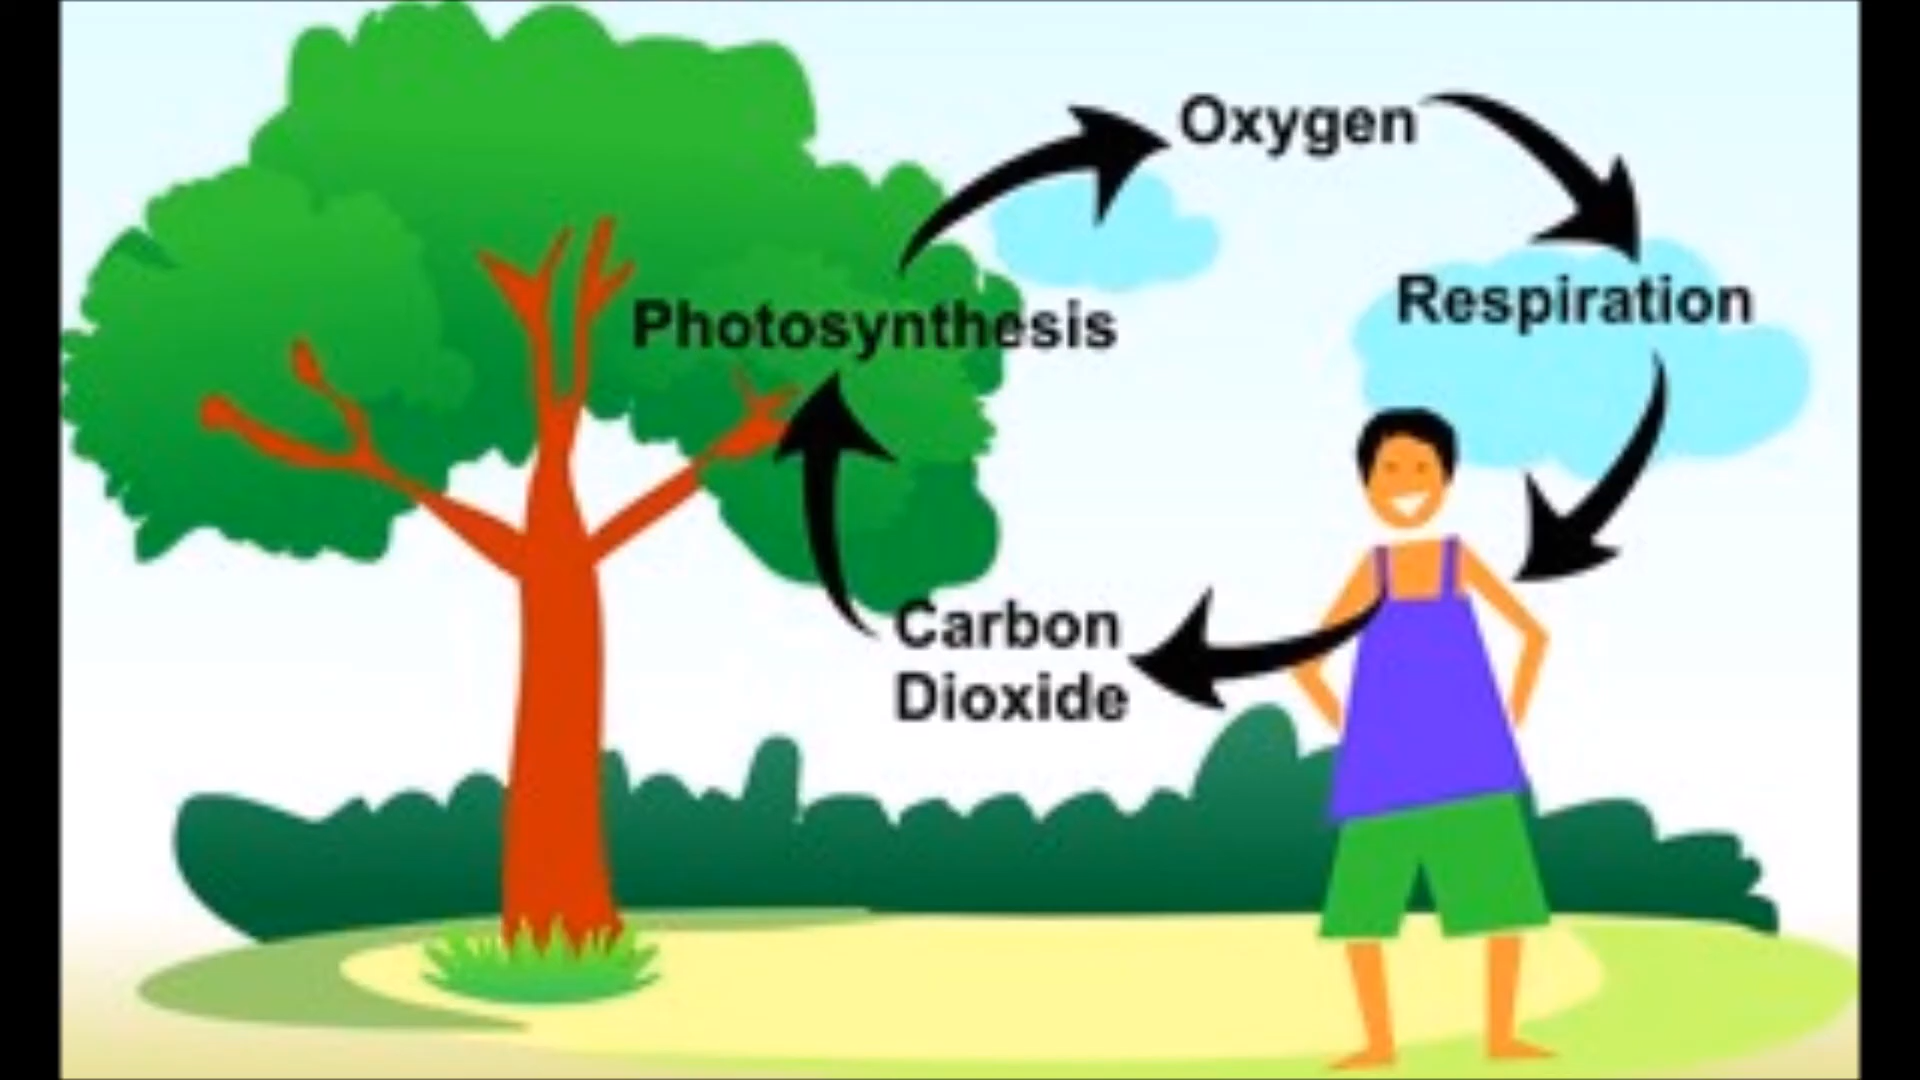 Oxygen
Respiration
Photosynthesis
Carbon
Dioxide